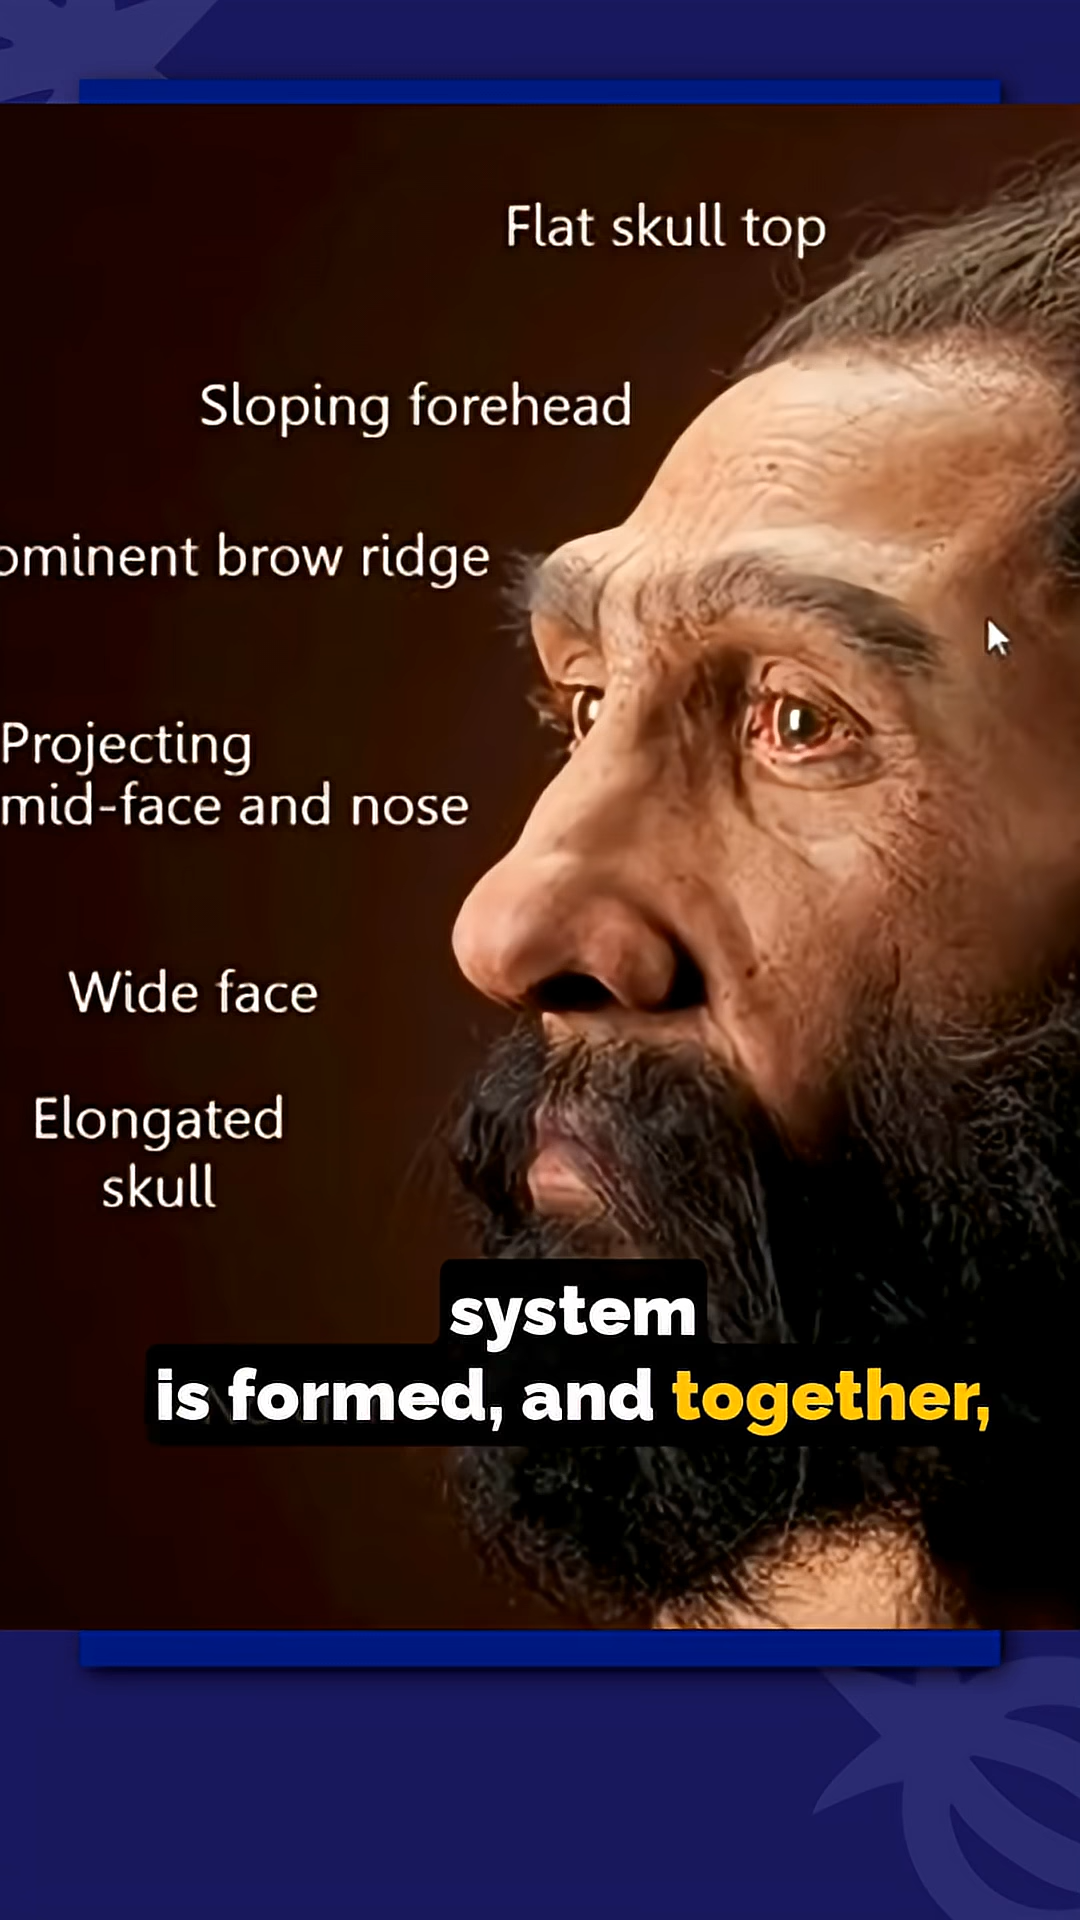 Flat skull top
Sloping forehead
ominent brow ridge
Projecting
mid-face and nose
Wide face
Elongated
skull
system
is formed, and together,